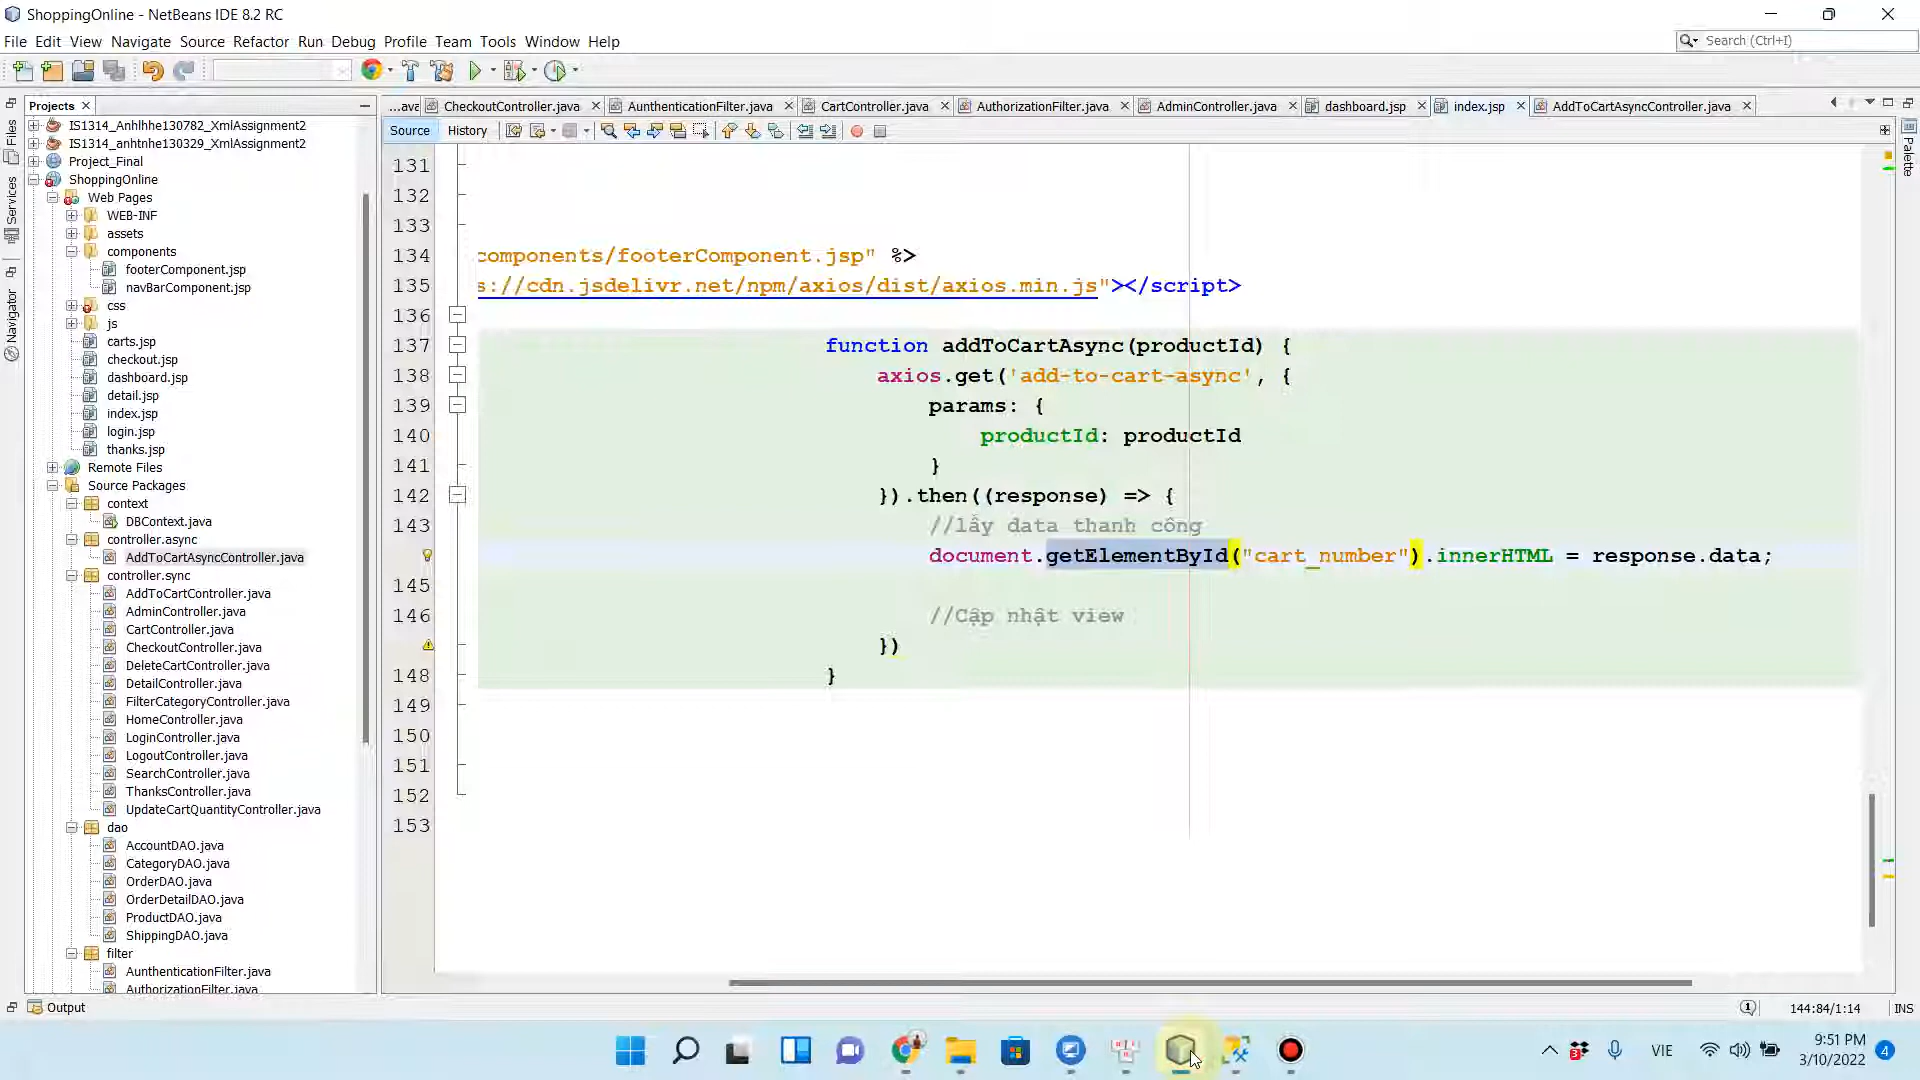 ShoppingOnline - NetBeans IDE 8.2 RC
File Edit View Navigate Source Refactor Run Debug Profile Team Tools Window Help
Search (Ctrl+I)
Projects
...ava
CheckoutController.java
AunthenticationFilter.java
CartController.java
AuthorizationFilter.java
AdminController.java
dashboard.jsp
index.jsp
AddToCartAsyncController.java
Source
History
Files
Services
Navigator
Palette
IS1314_Anhlhhe130782_XmlAssignment2
IS1314_anhtnhe130329_XmlAssignment2
Project_Final
ShoppingOnline
Web Pages
WEB-INF
assets
components
footerComponent.jsp
navBarComponent.jsp
css
js
carts.jsp
checkout.jsp
dashboard.jsp
detail.jsp
index.jsp
login.jsp
thanks.jsp
Remote Files
Source Packages
context
DBContext.java
controller.async
AddToCartAsyncController.java
controller.sync
AddToCartController.java
AdminController.java
CartController.java
CheckoutController.java
DeleteCartController.java
DetailController.java
FilterCategoryController.java
HomeController.java
LoginController.java
LogoutController.java
SearchController.java
ThanksController.java
UpdateCartQuantityController.java
dao
AccountDAO.java
CategoryDAO.java
OrderDAO.java
OrderDetailDAO.java
ProductDAO.java
ShippingDAO.java
filter
AunthenticationFilter.java
AuthorizationFilter.java
131
132
133
134 components/footerComponent.jsp" %>
135 s://cdn.jsdelivr.net/npm/axios/dist/axios.min.js"></script>
136
137 function addToCartAsync(productId) {
138 axios.get('add-to-cart-async', {
139 params: {
140 productId: productId
141 }
142 }).then((response) => {
143 //lấy data thanh công
document.getElementById("cart_number").innerHTML = response.data;
145
146 //Cập nhật view
})
148 }
149
150
151
152
153
Output
144:84/1:14
INS
3
VIE
9:51 PM
3/10/2022
4